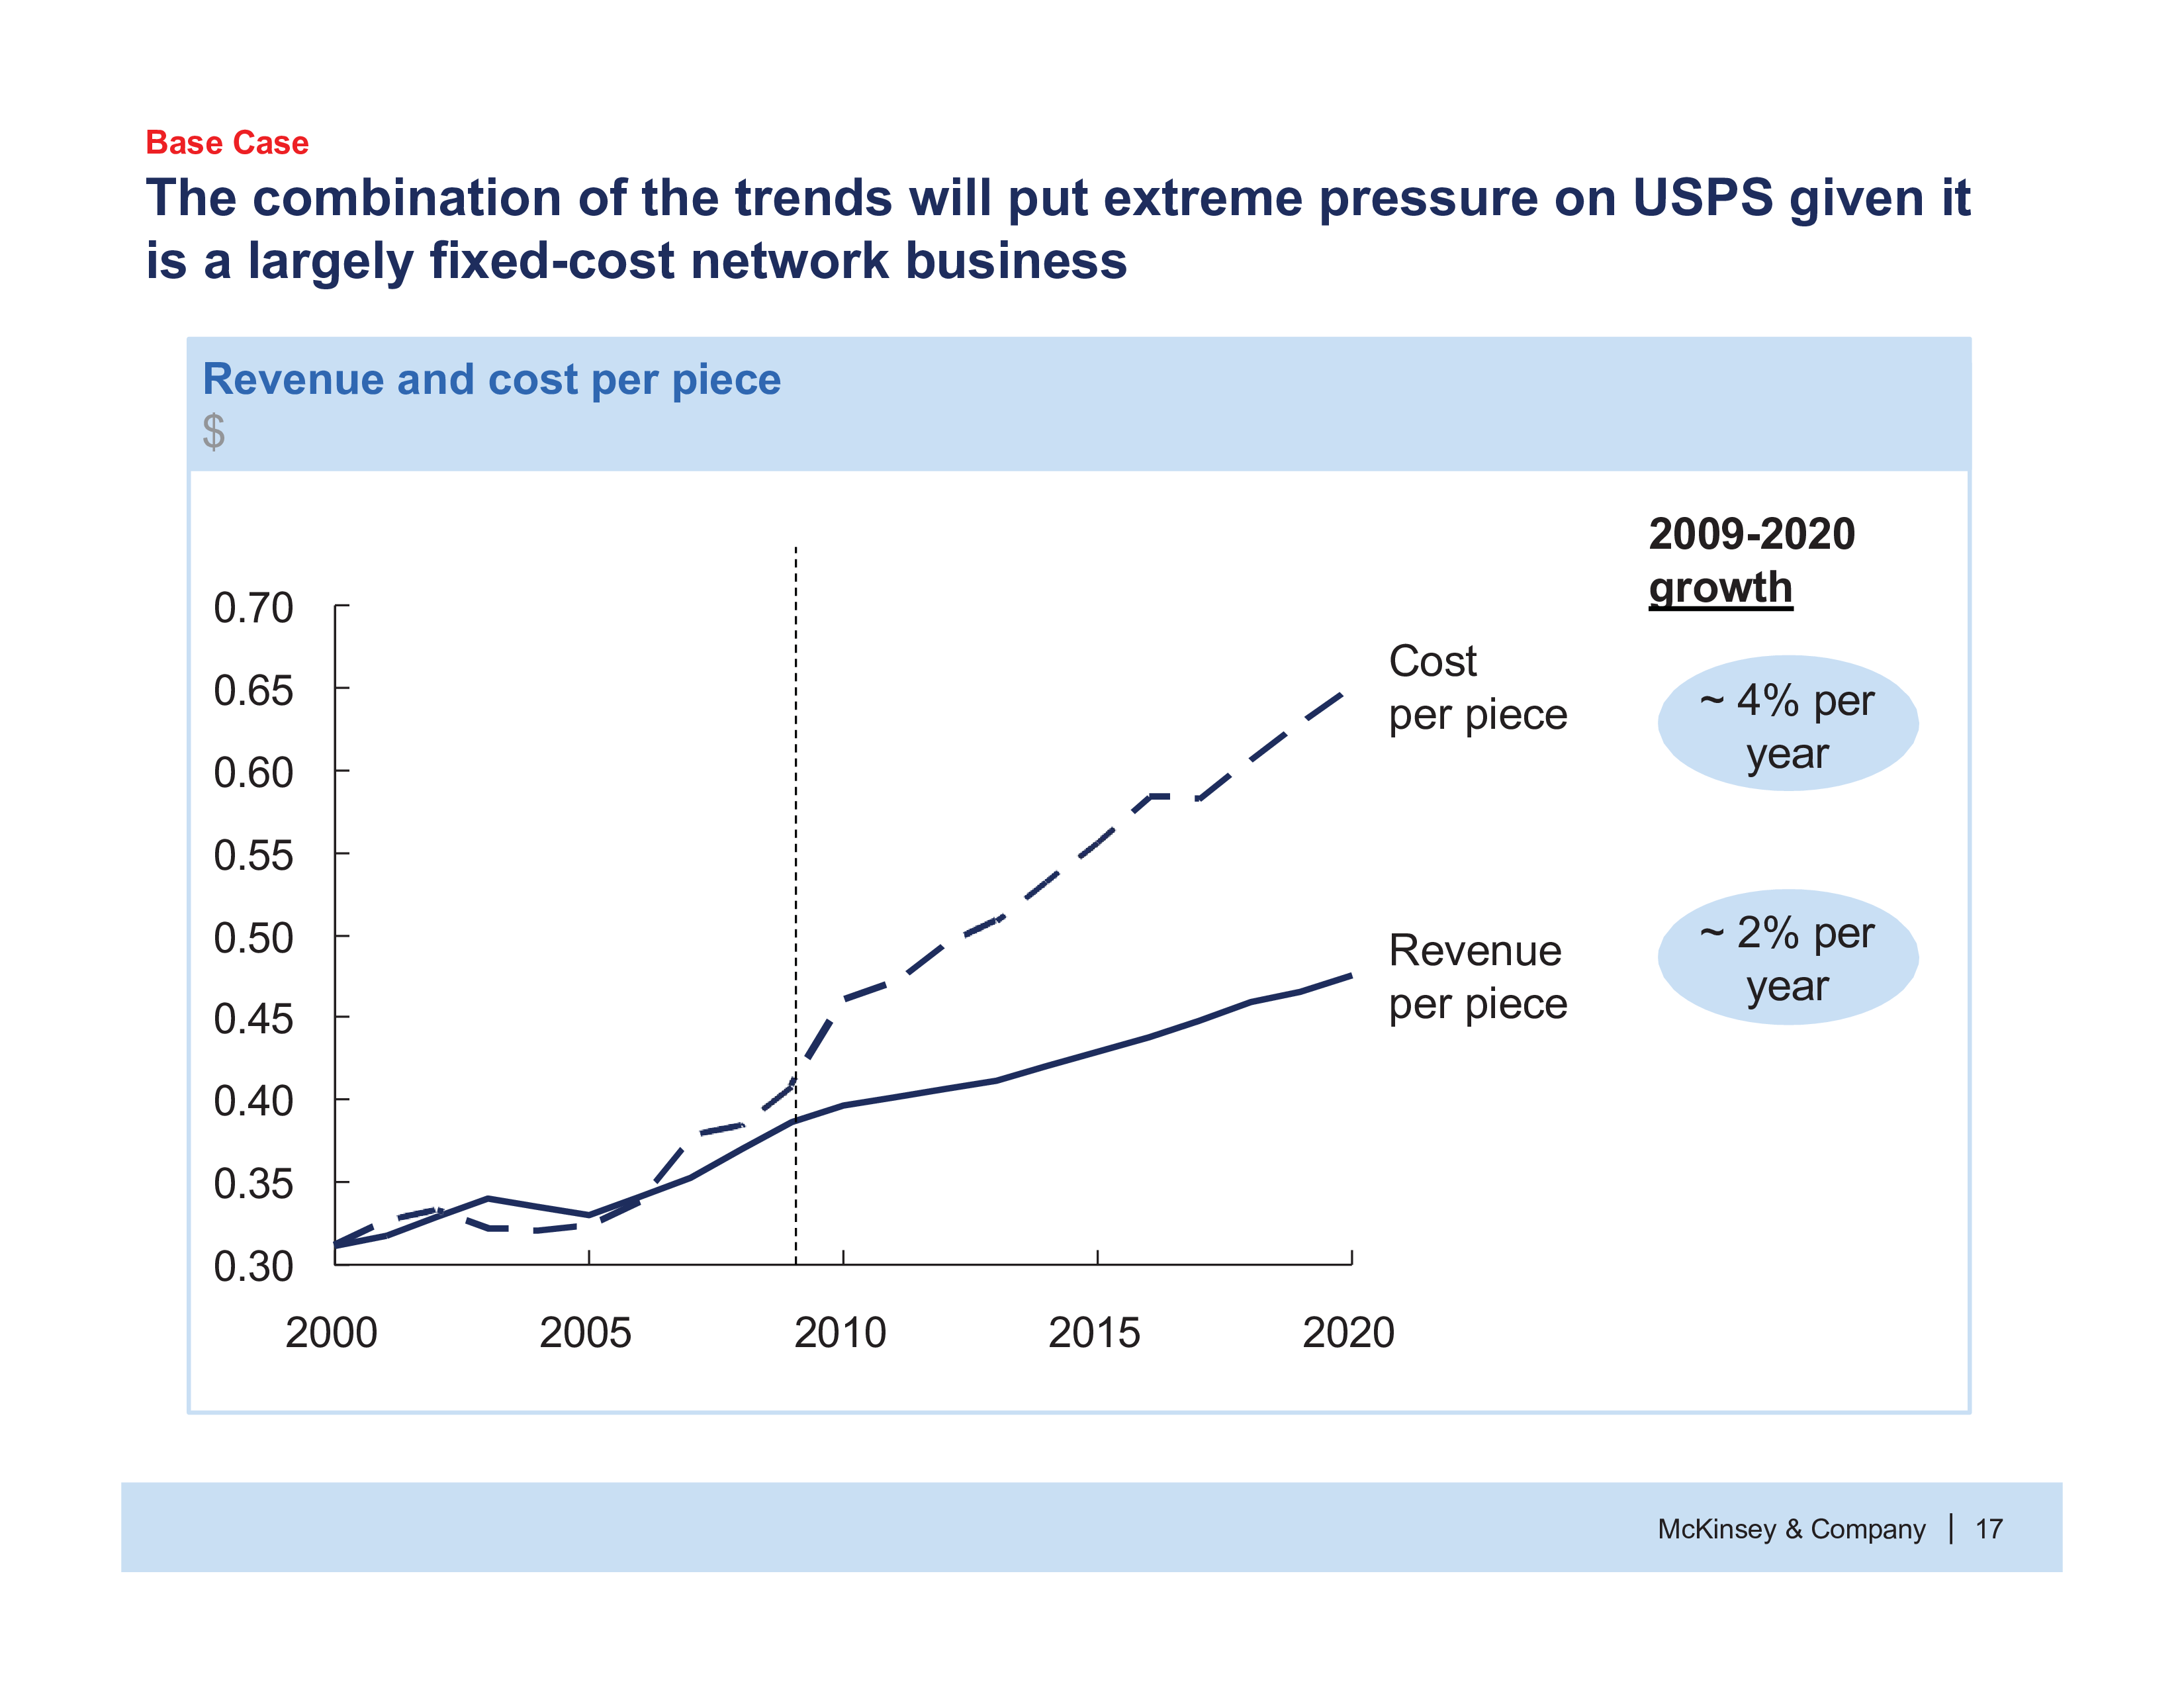 Base Case
The combination of the trends will put extreme pressure on USPS given it
is a largely fixed-cost network business
Revenue and cost per piece
$
2009-2020
growth
0.70
0.65
0.60
0.55
0.50
0.45
0.40
0.35
0.30
Cost
per piece
~ 4% per
year
Revenue
per piece
~ 2% per
year
2000
2005
2010
2015
2020
McKinsey & Company | 17